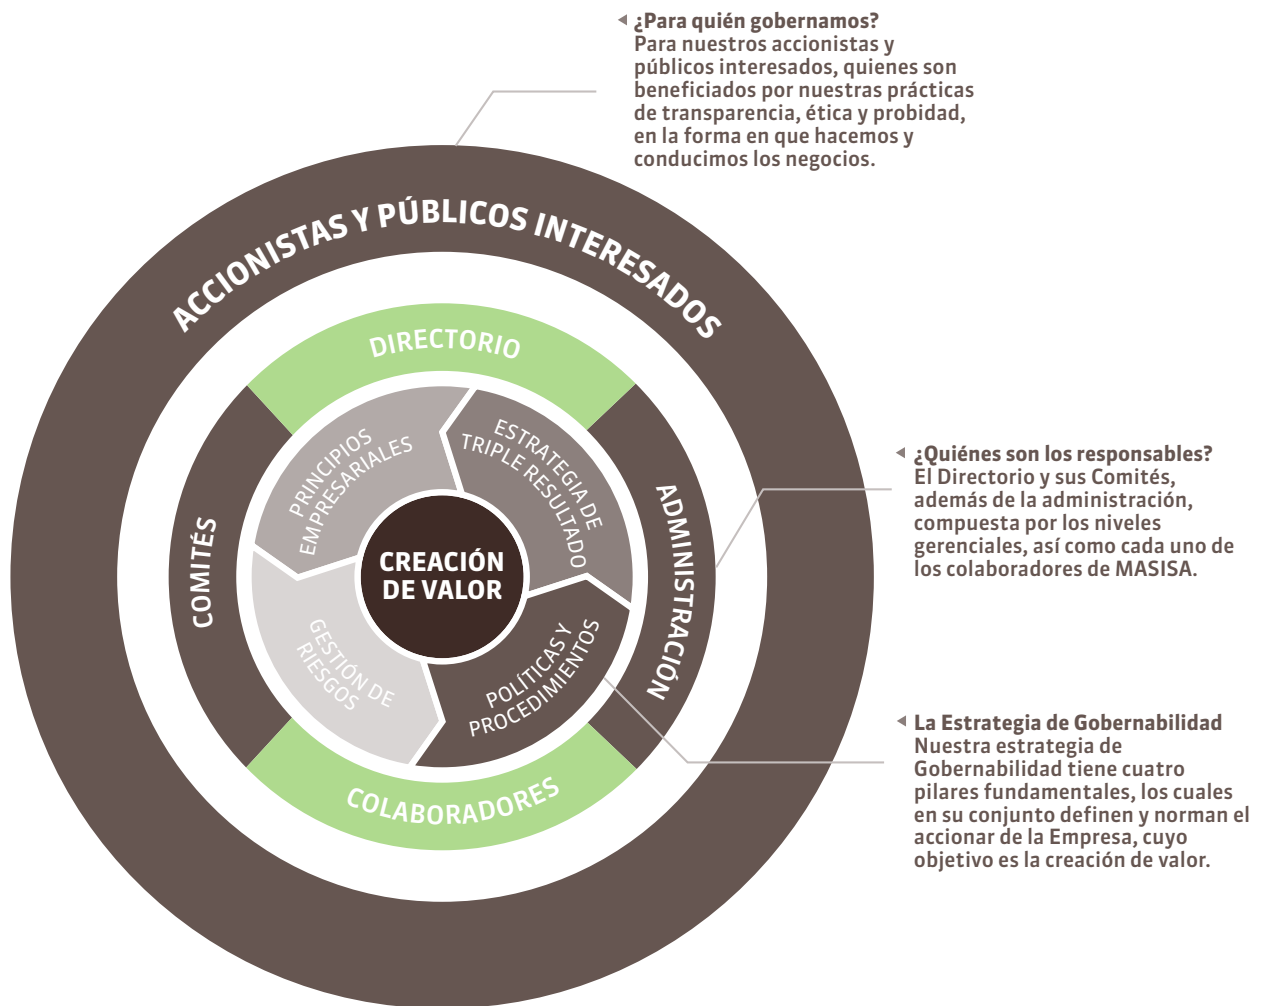 ¿Para quién gobernamos?
Para nuestros accionistas y
públicos interesados, quienes son
beneficiados por nuestras prácticas
de transparencia, ética y probidad,
en la forma en que hacemos y
conducimos los negocios.
ACCIONISTAS Y PÚBLICOS INTERESADOS
DIRECTORIO
PRINCIPIOS
EMPRESARIALES
ESTRATEGIA DE
TRIPLE RESULTADO
COMITÉS
CREACIÓN
DE VALOR
ADMINISTRACIÓN
GESTIÓN DE
RIESGOS
POLÍTICAS Y
PROCEDIMIENTOS
COLABORADORES
¿Quiénes son los responsables?
El Directorio y sus Comités,
además de la administración,
compuesta por los niveles
gerenciales, así como cada uno de
los colaboradores de MASISA.
La Estrategia de Gobernabilidad
Nuestra estrategia de
Gobernabilidad tiene cuatro
pilares fundamentales, los cuales
en su conjunto definen y norman el
accionar de la Empresa, cuyo
objetivo es la creación de valor.